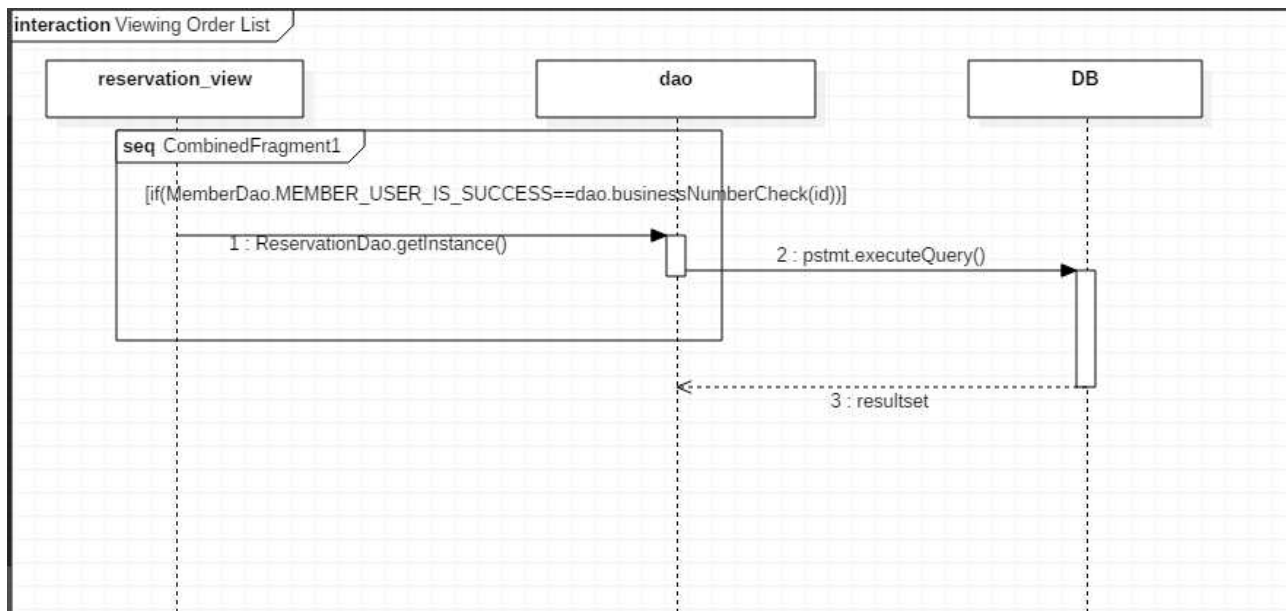 interaction Viewing Order List
reservation_view
dao
DB
seq CombinedFragment1
[if(MemberDao.MEMBER_USER_IS_SUCCESS==dao.businessNumberCheck(id))]
1 : ReservationDao.getInstance()
2 : pstmt.executeQuery()
3 : resultset